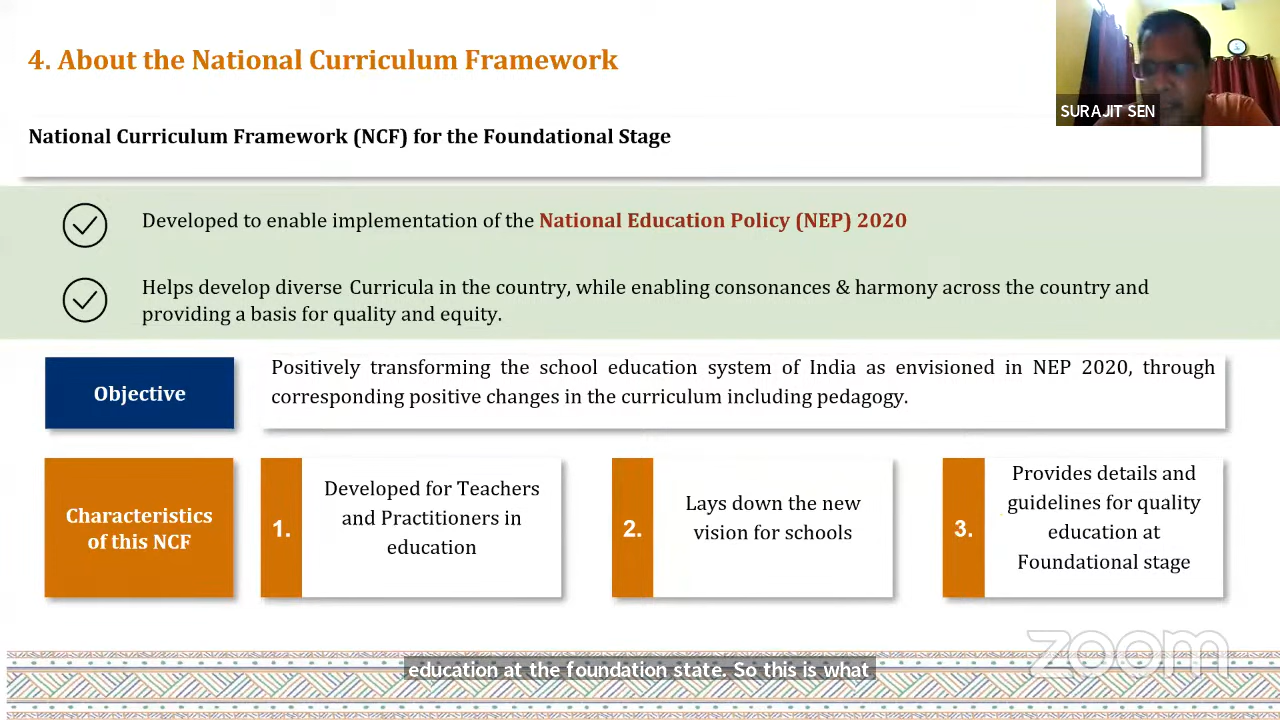 4. About the National Curriculum Framework
SURAJIT SEN
National Curriculum Framework (NCF) for the Foundational Stage
Developed to enable implementation of the National Education Policy (NEP) 2020
Helps develop diverse Curricula in the country, while enabling consonances & harmony across the country and
providing a basis for quality and equity.
Objective
Positively transforming the school education system of India as envisioned in NEP 2020, through
corresponding positive changes in the curriculum including pedagogy.
Characteristics
of this NCF
1.
Developed for Teachers
and Practitioners in
education
2.
Lays down the new
vision for schools
3.
Provides details and
guidelines for quality
education at
Foundational stage
zoom
education at the foundation state. So this is what